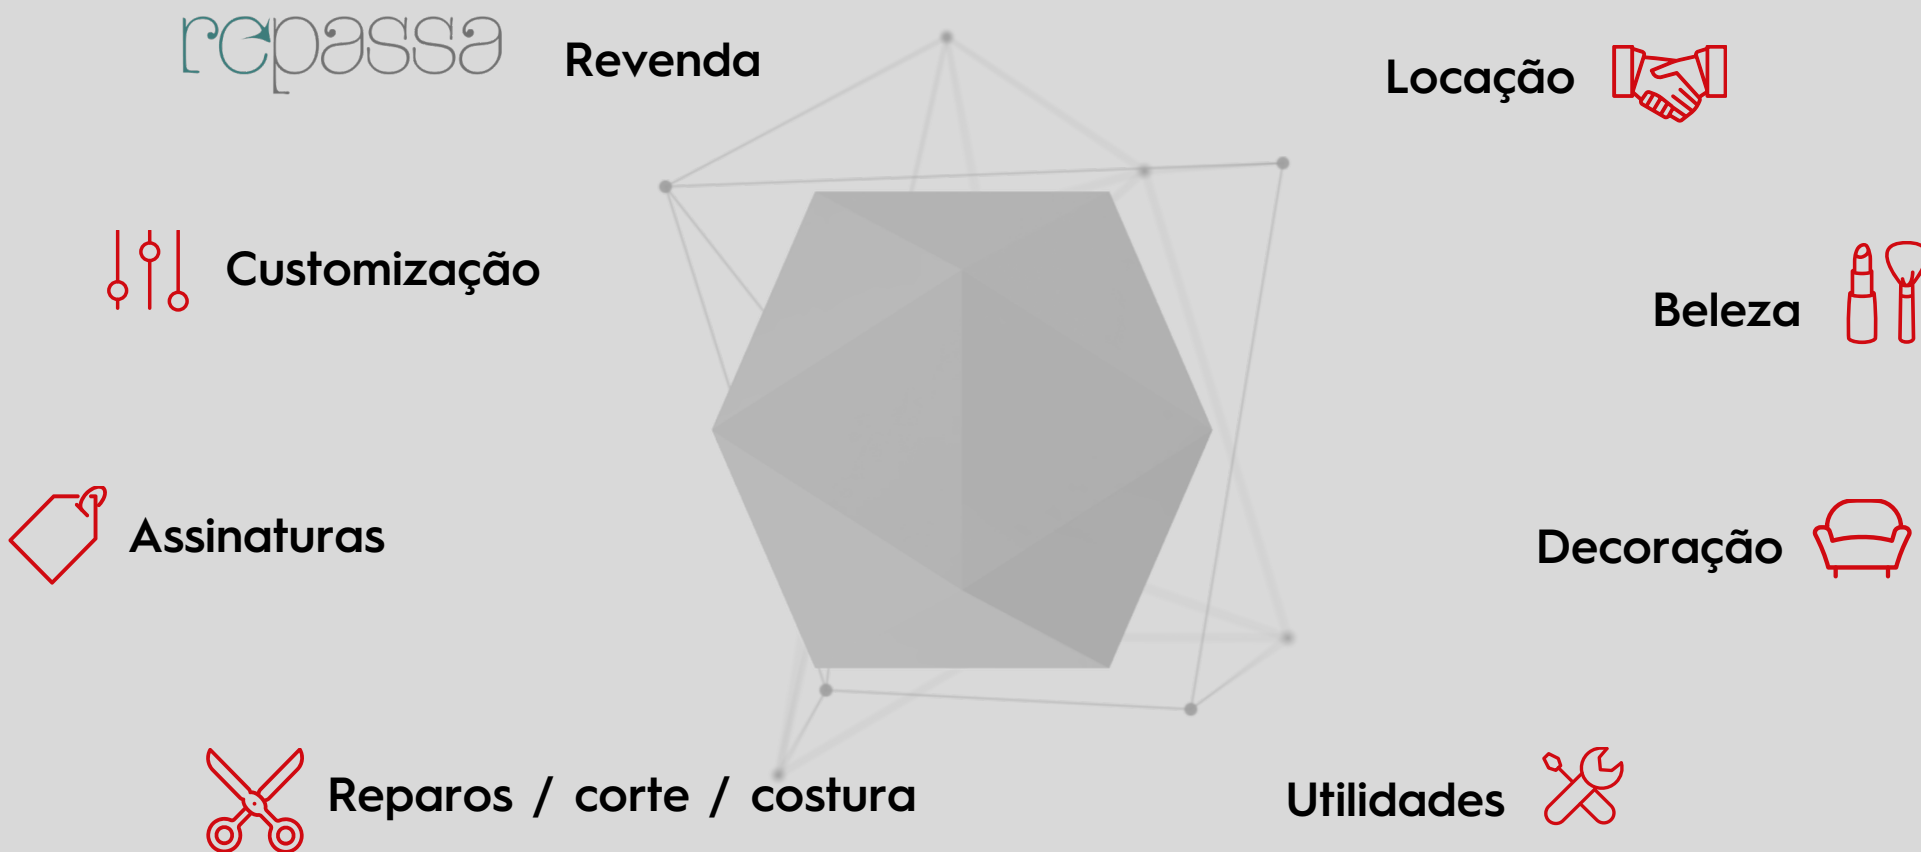 repassa
Revenda
Locação
Customização
Beleza
Assinaturas
Decoração
Reparos / corte / costura
Utilidades